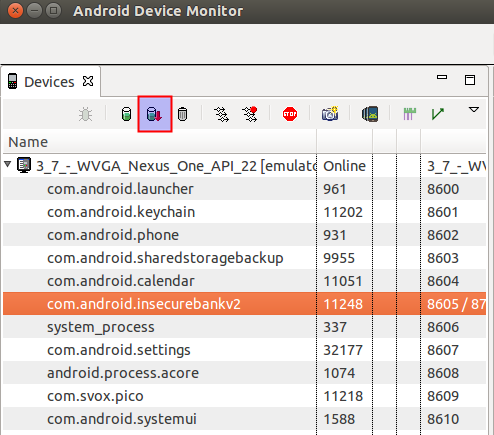 Android Device Monitor
Devices
STOP
Name
3_7_-_WVGA_Nexus_One_API_22 [emulato Online 3_7_-_WV
com.android.launcher 961 8600
com.android.keychain 11202 8601
com.android.phone 931 8602
com.android.sharedstoragebackup 9955 8603
com.android.calendar 11051 8604
com.android.insecurebankv2 11248 8605 / 87
system_process 337 8606
com.android.settings 32177 8607
android.process.acore 1074 8608
com.svox.pico 11218 8609
com.android.systemui 1588 8610